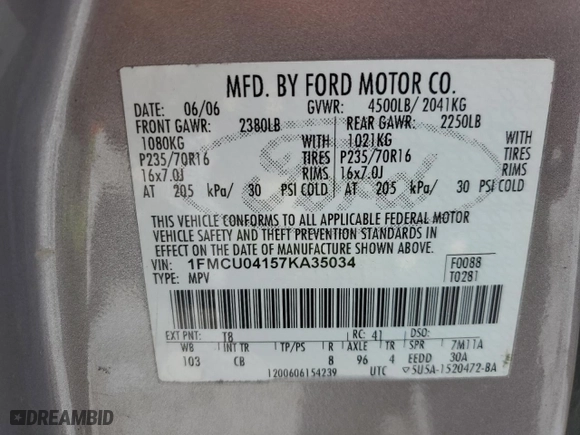 MFD. BY FORD MOTOR CO.
DATE: 06/06 GVWR: 4500LB/ 2041KG
FRONT GAWR: 2380LB REAR GAWR: 2250LB
1080KG 1021KG
P235/70R16 TIRES P235/70R16 TIRES
16x7.0J RIMS 16x7.0J RIMS
AT 205 kPa/ 30 PSI COLD AT 205 kPa/ 30 PSI COLD
THIS VEHICLE CONFORMS TO ALL APPLICABLE FEDERAL MOTOR
VEHICLE SAFETY AND THEFT PREVENTION STANDARDS IN
EFFECT ON THE DATE OF MANUFACTURE SHOWN ABOVE.
VIN: 1FMCU04157KA35034 F0088
TYPE: MPV T0281
EXT PNT: T8 RC: 41 DSO:
WB INT TR TP/PS R AXLE TR SPR 7M11A
103 CB 8 96 4 EEDD 30A
1200606154239 UTC 5U5A-1520472-BA
Ford
DREAMBID